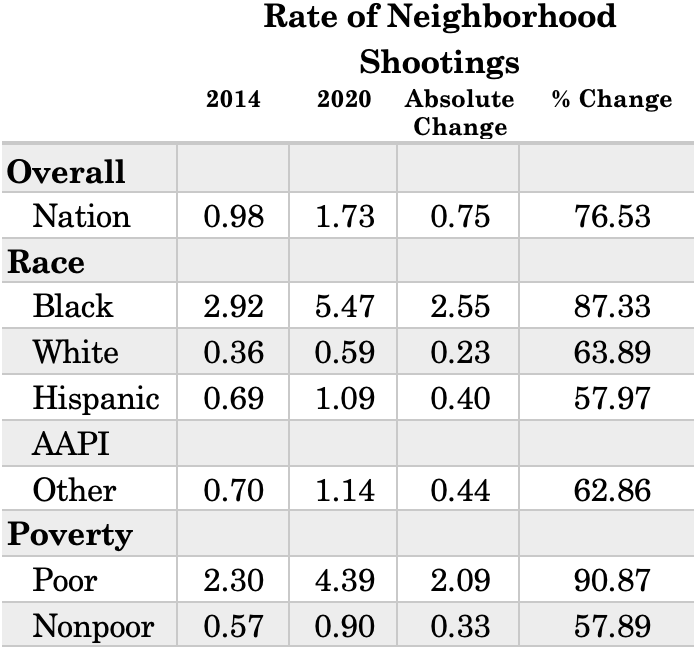 Rate of Neighborhood
Shootings
2014 2020 Absolute % Change
Change
Overall
Nation 0.98 1.73 0.75 76.53
Race
Black 2.92 5.47 2.55 87.33
White 0.36 0.59 0.23 63.89
Hispanic 0.69 1.09 0.40 57.97
AAPI
Other 0.70 1.14 0.44 62.86
Poverty
Poor 2.30 4.39 2.09 90.87
Nonpoor 0.57 0.90 0.33 57.89